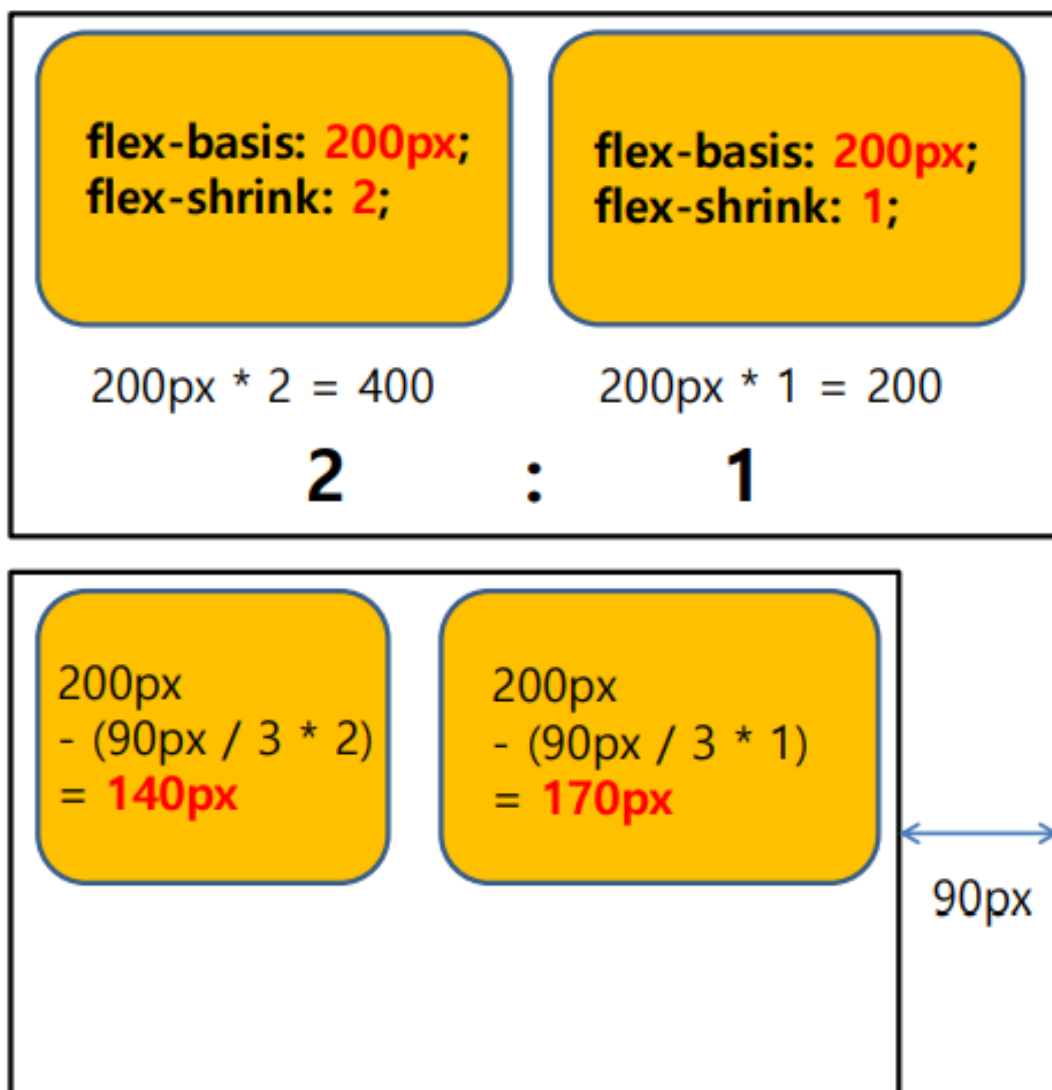 flex-basis: 200px;
flex-shrink: 2;
flex-basis: 200px;
flex-shrink: 1;
200px * 2 = 400
200px * 1 = 200
2 : 1
200px
- (90px / 3 * 2)
= 140px
200px
- (90px / 3 * 1)
= 170px
90px